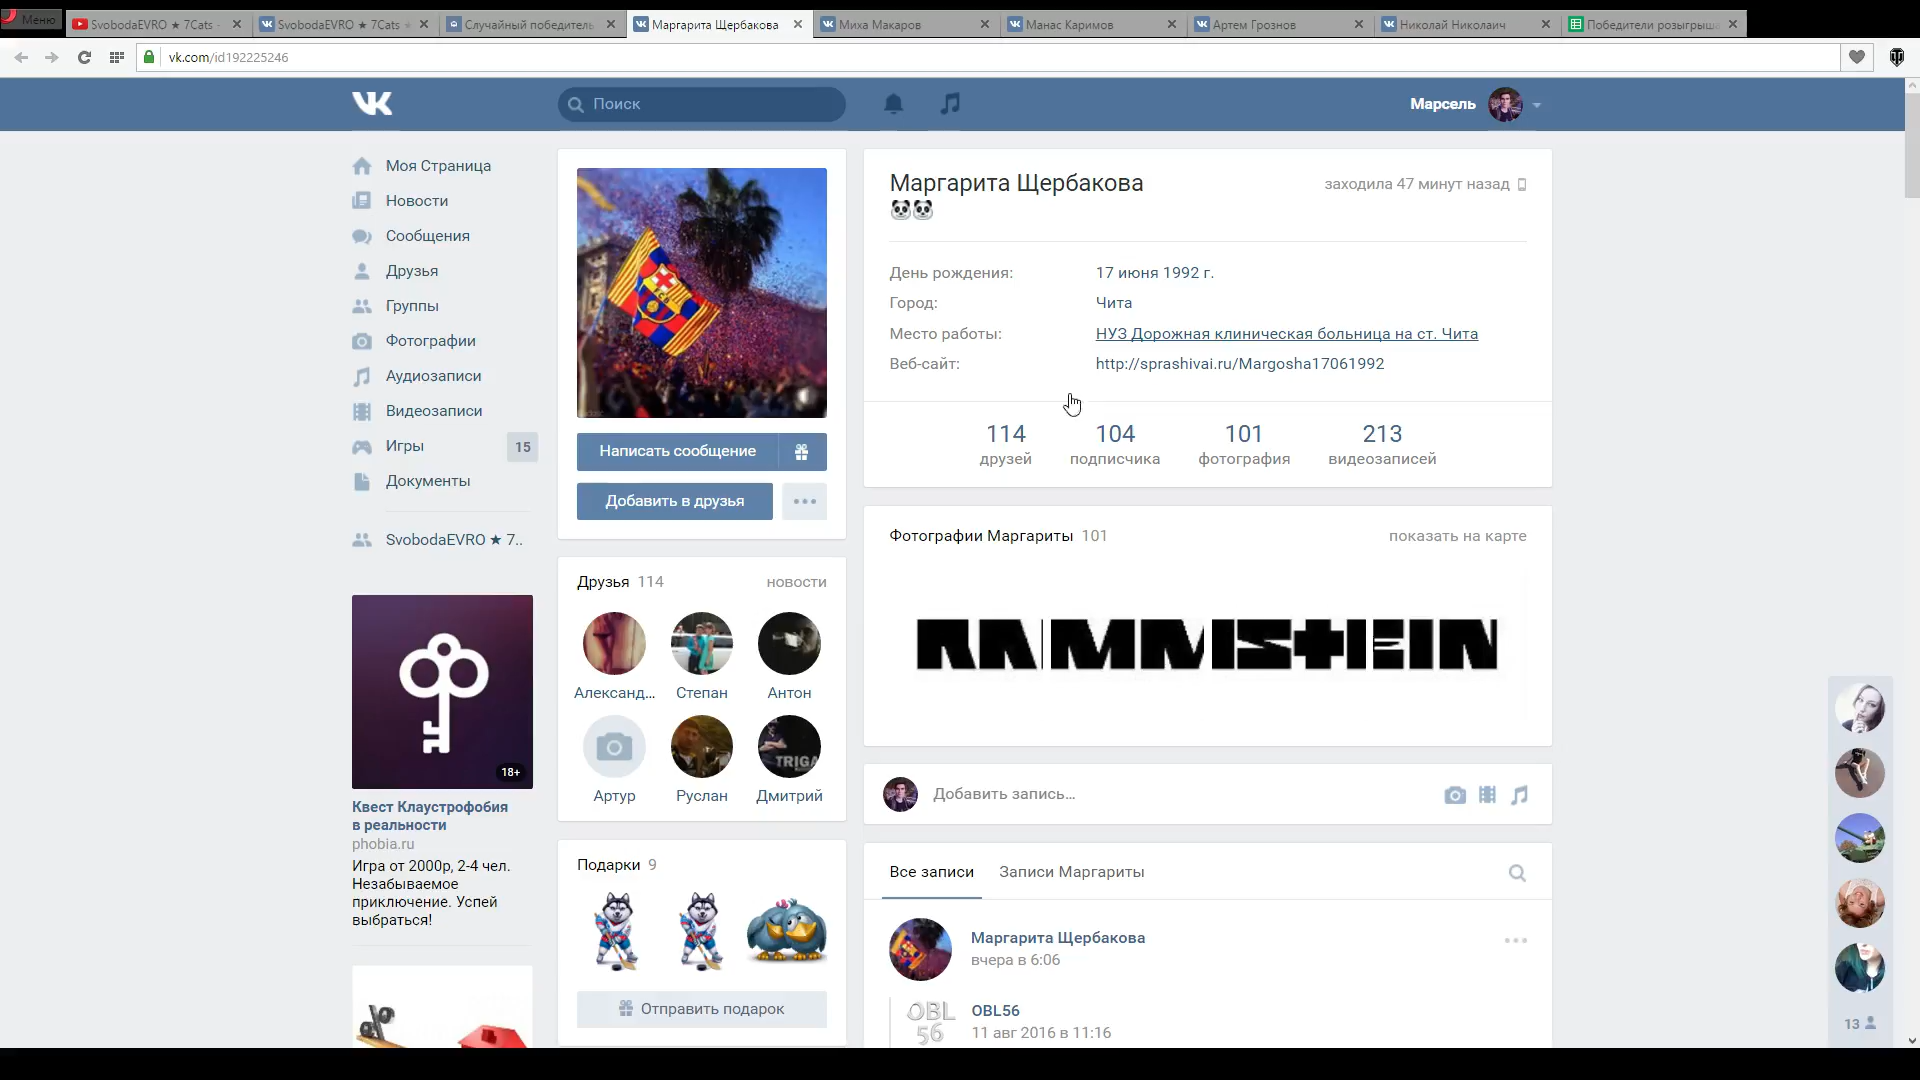 Меню
SvobodaEVRO ★ 7Cats
SvobodaEVRO ★ 7Cats
Случайный победитель
Маргарита Щербакова
Миха Макаров
Манас Каримов
Артем Грознов
Николай Николаич
Победители розыгрыша
vk.com/id192225246
Поиск
Марсель
Моя Страница
Новости
Сообщения
Друзья
Группы
Фотографии
Аудиозаписи
Видеозаписи
Игры 15
Документы
SvobodaEVRO ★ 7..
18+
Квест Клаустрофобия
в реальности
phobia.ru
Игра от 2000р, 2-4 чел.
Незабываемое
приключение. Успей
выбраться!
Написать сообщение
Добавить в друзья
Друзья 114 новости
Александ... Степан Антон
TRIGA
Артур Руслан Дмитрий
Подарки 9
Отправить подарок
Маргарита Щербакова заходила 47 минут назад
День рождения: 17 июня 1992 г.
Город: Чита
Место работы: НУЗ Дорожная клиническая больница на ст. Чита
Веб-сайт: http://sprashivai.ru/Margosha17061992
114 104 101 213
друзей подписчика фотография видеозаписей
Фотографии Маргариты 101 показать на карте
RAMMSTEIN
Добавить запись...
Все записи Записи Маргариты
Маргарита Щербакова
вчера в 6:06
OBL
56
OBL56
11 авг 2016 в 11:16
13